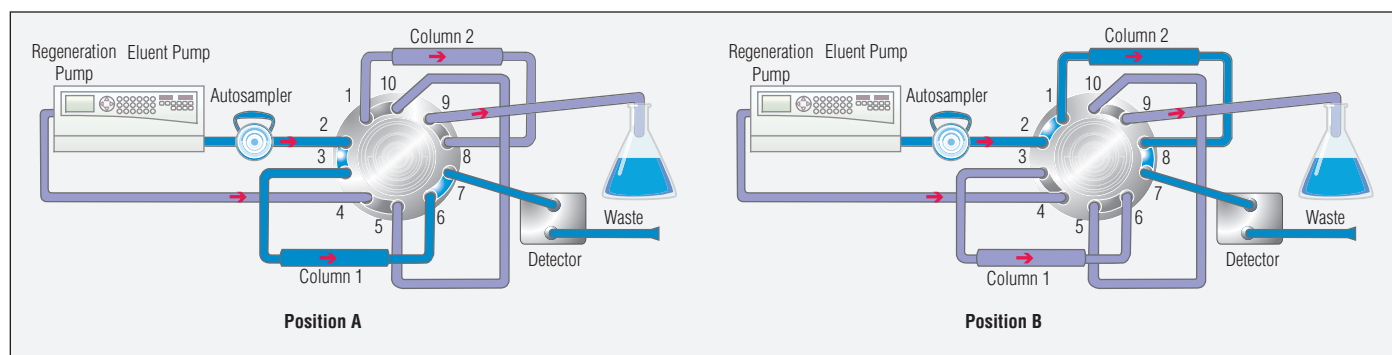 Regeneration Pump
Eluent Pump
Autosampler
Column 2
10
1
9
2
3
8
7
4
6
5
Column 1
Detector
Waste
Position A
Regeneration Pump
Eluent Pump
Autosampler
Column 2
10
1
9
2
3
8
7
4
6
5
Column 1
Detector
Waste
Position B